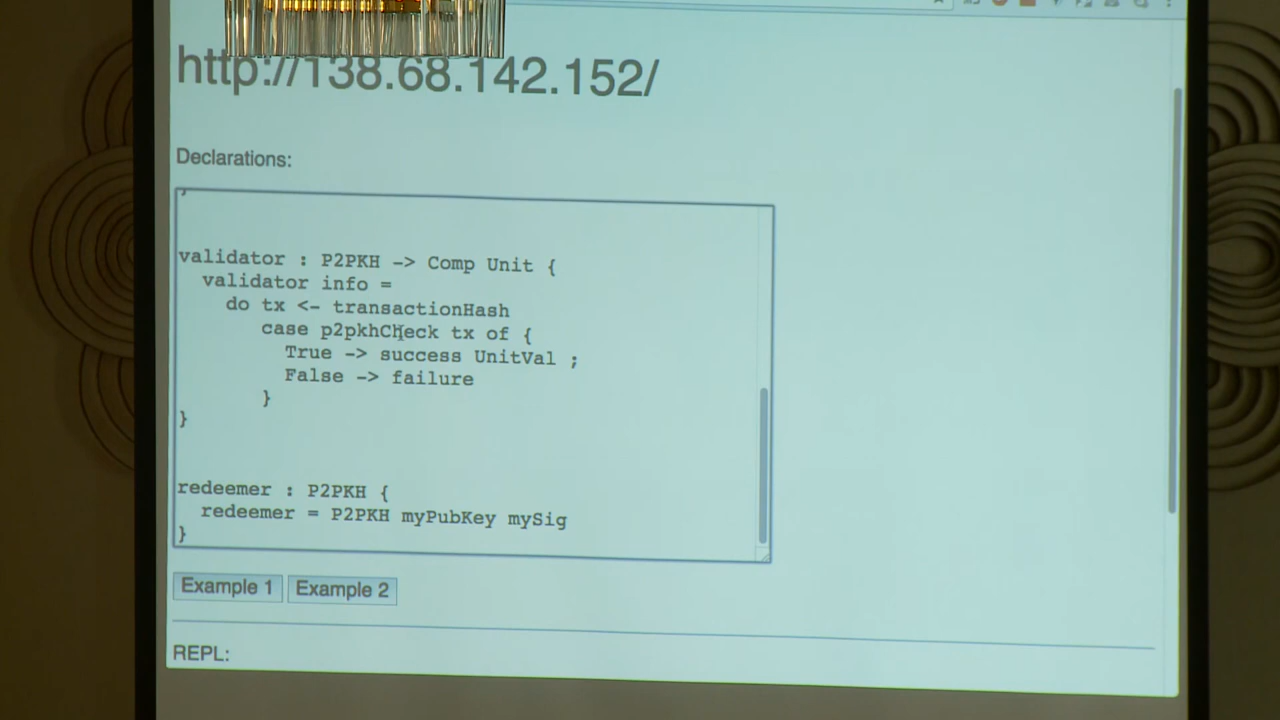 http://138.68.142.152/
Declarations:
}
validator : P2PKH -> Comp Unit {
  validator info =
    do tx <- transactionHash
       case p2pkhCheck tx of {
         True -> success UnitVal ;
         False -> failure
       }
}
redeemer : P2PKH {
  redeemer = P2PKH myPubKey mySig
}
Example 1 Example 2
REPL: